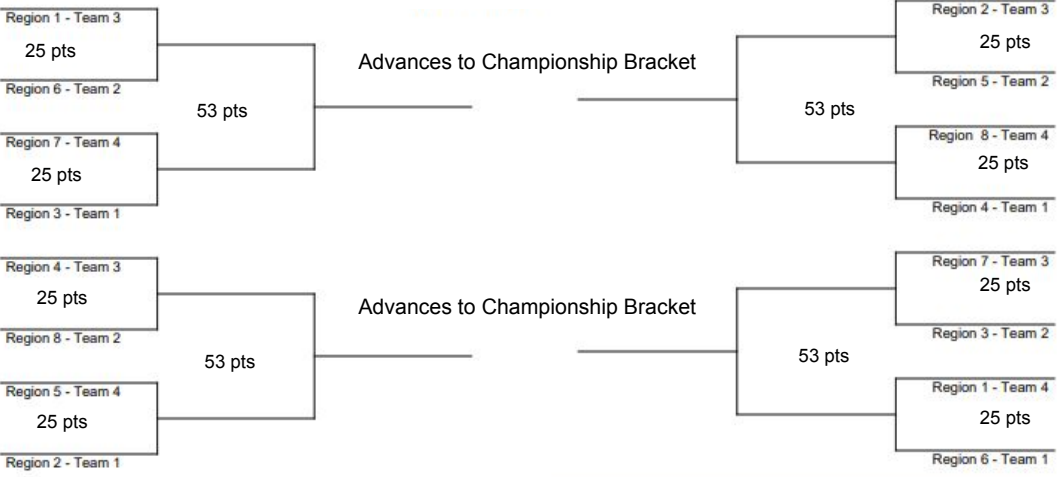 Region 1 - Team 3
25 pts
Region 6 - Team 2
53 pts
Region 7 - Team 4
25 pts
Region 3 - Team 1
Advances to Championship Bracket
Region 2 - Team 3
25 pts
Region 5 - Team 2
53 pts
Region 8 - Team 4
25 pts
Region 4 - Team 1
Region 4 - Team 3
25 pts
Region 8 - Team 2
53 pts
Region 5 - Team 4
25 pts
Region 2 - Team 1
Advances to Championship Bracket
Region 7 - Team 3
25 pts
Region 3 - Team 2
53 pts
Region 1 - Team 4
25 pts
Region 6 - Team 1